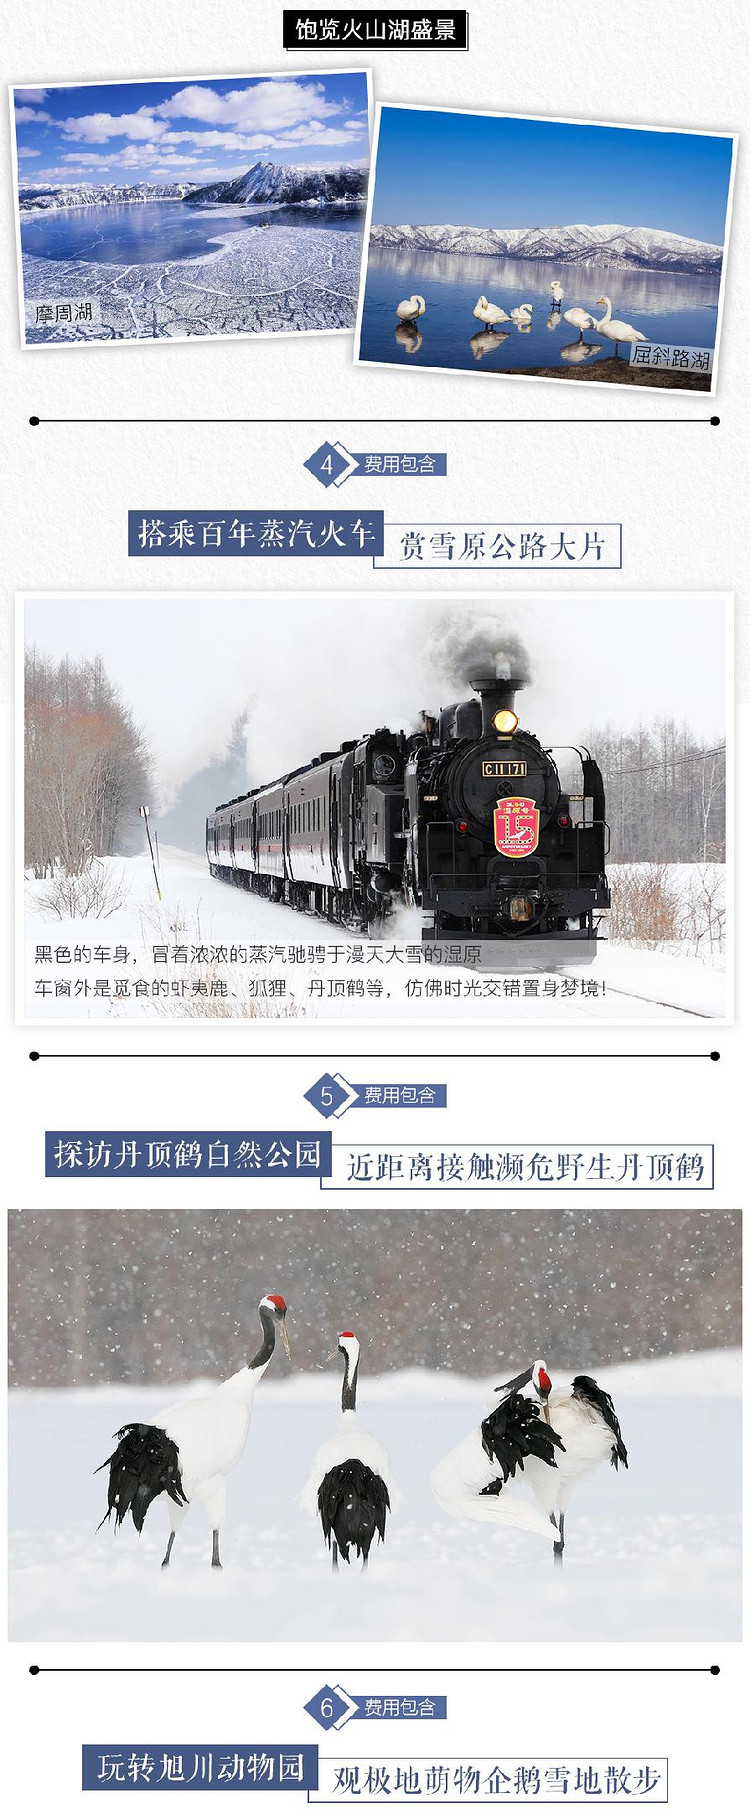 饱览火山湖盛景
摩周湖
屈斜路湖
4 费用包含
搭乘百年蒸汽火车
赏雪原公路大片
C11 171
15
黑色的车身，冒着浓浓的蒸汽驰骋于漫天大雪的湿原
车窗外是觅食的虾夷鹿、狐狸、丹顶鹤等，仿佛时光交错置身梦境！
5 费用包含
探访丹顶鹤自然公园
近距离接触濒危野生丹顶鹤
6 费用包含
玩转旭川动物园
观极地萌物企鹅雪地散步